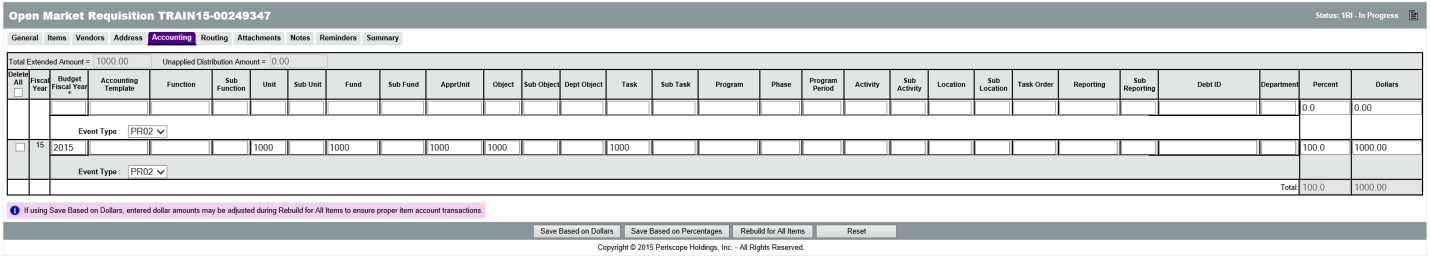 Open Market Requisition TRAIN15-00249347 Status: 1RI - In Progress
General Items Vendors Address Accounting Routing Attachments Notes Reminders Summary
Total Extended Amount = 1000.00 Unapplied Distribution Amount = 0.00
Delete All Fiscal Year Budget Fiscal Year * Accounting Template Function Sub Function Unit Sub Unit Fund Sub Fund ApprUnit Object Sub Object Dept Object Task Sub Task Program Phase Program Period Activity Sub Activity Location Sub Location Task Order Reporting Sub Reporting Debt ID Department Percent Dollars
0.0 0.00
Event Type : PR02
15 2015 1000 1000 1000 1000 1000 100.0 1000.00
Event Type : PR02
Total: 100.0 1000.00
If using Save Based on Dollars, entered dollar amounts may be adjusted during Rebuild for All Items to ensure proper item account transactions.
Save Based on Dollars Save Based on Percentages Rebuild for All Items Reset
Copyright © 2015 Periscope Holdings, Inc. - All Rights Reserved.